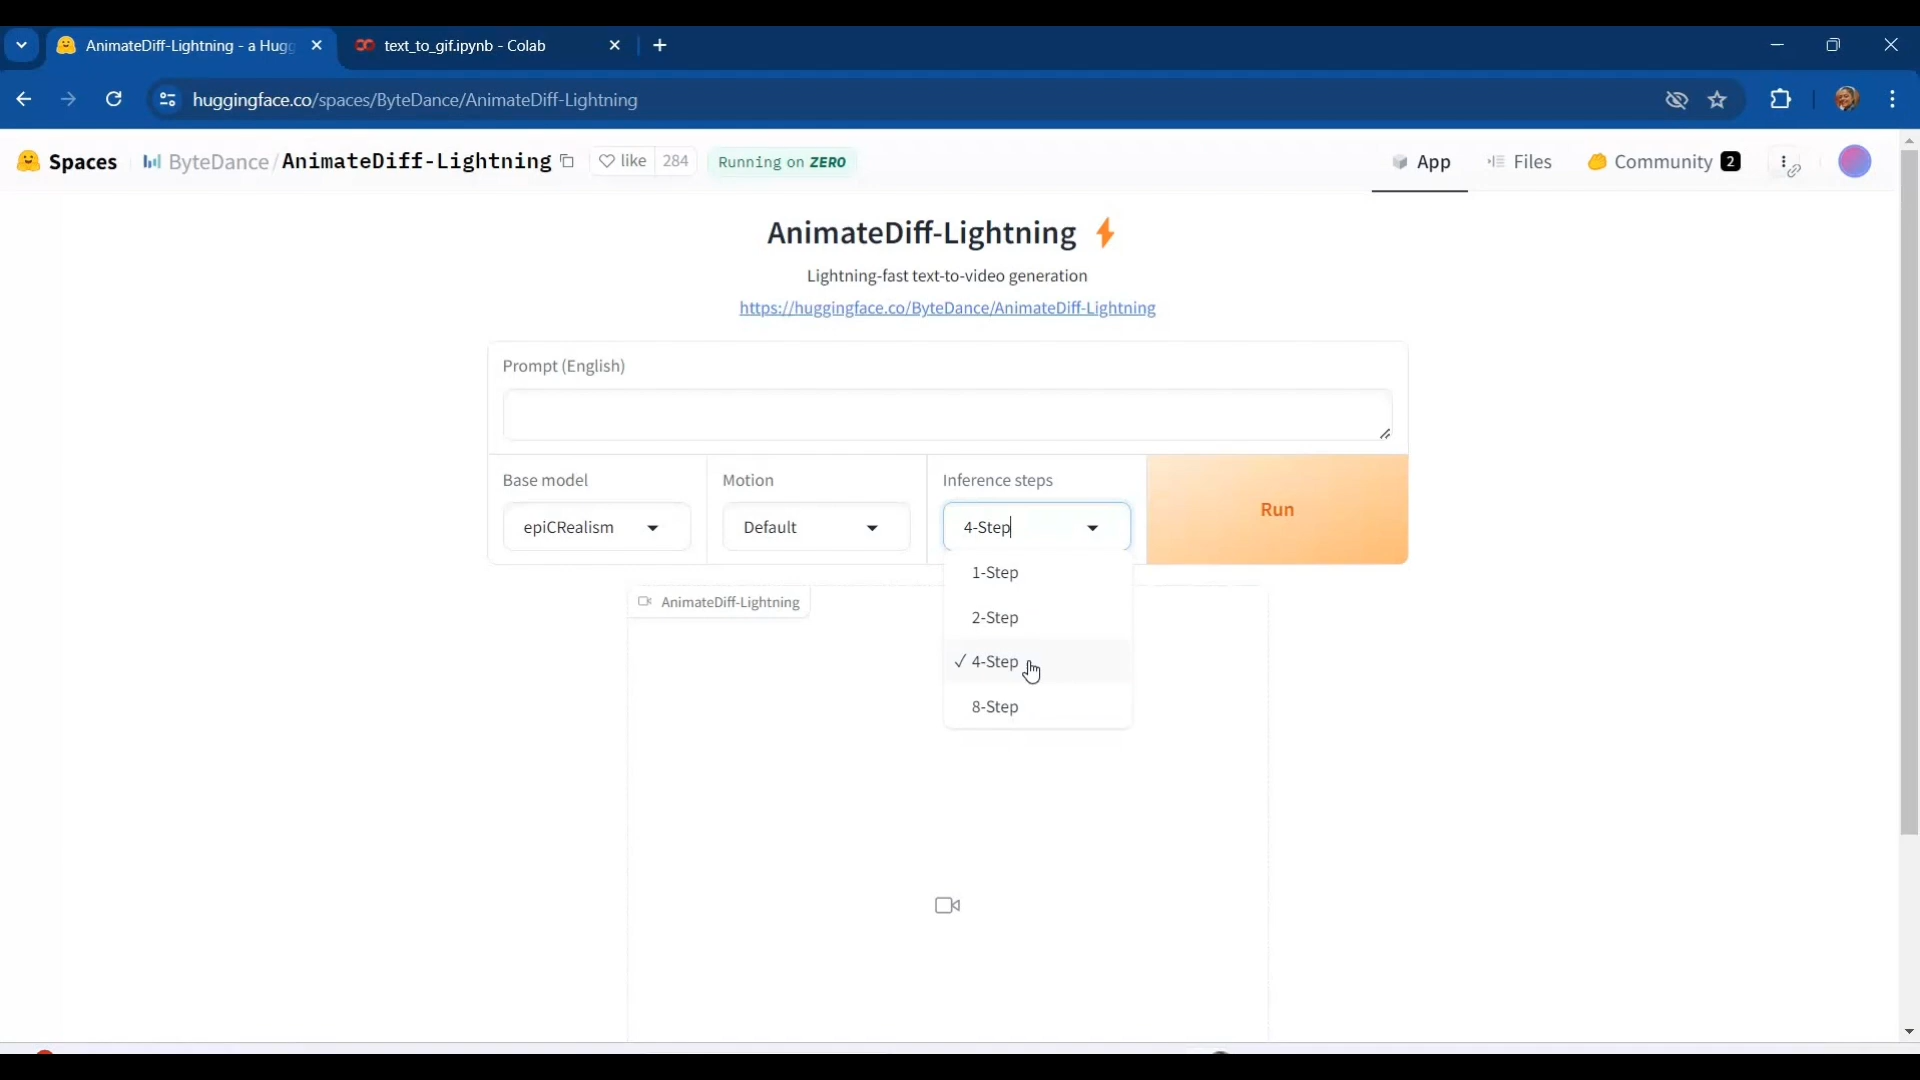 AnimateDiff-Lightning - a Hugg
text_to_gif.ipynb - Colab
huggingface.co/spaces/ByteDance/AnimateDiff-Lightning
Spaces ByteDance/AnimateDiff-Lightning like 284 Running on ZERO App Files Community 2
AnimateDiff-Lightning
Lightning-fast text-to-video generation
https://huggingface.co/ByteDance/AnimateDiff-Lightning
Prompt (English)
Base model Motion Inference steps
epiCRealism Default 4-Step Run
1-Step
AnimateDiff-Lightning
2-Step
4-Step
8-Step